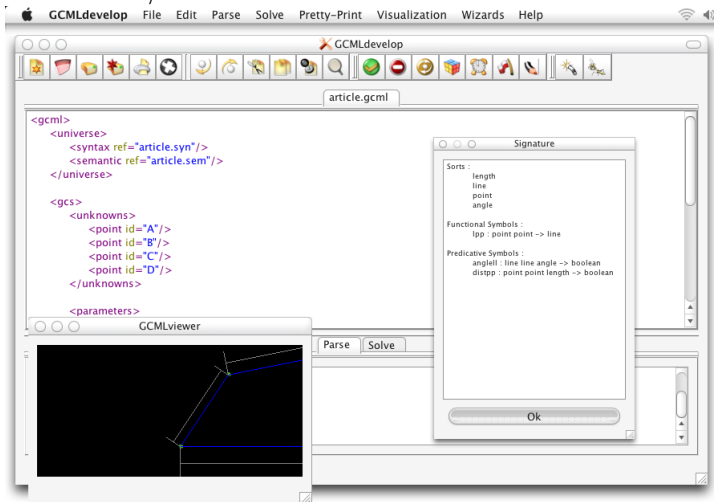 GCMLdevelop File Edit Parse Solve Pretty-Print Visualization Wizards Help
GCMLdevelop
article.gcml
<gcml>
<universe>
<syntax ref="article.syn"/>
<semantic ref="article.sem"/>
</universe>
<gcs>
<unknowns>
<point id="A"/>
<point id="B"/>
<point id="C"/>
<point id="D"/>
</unknowns>
<parameters>
Signature
Sorts :
length
line
point
angle
Functional Symbols :
lpp : point point -> line
Predicative Symbols :
anglell : line line angle -> boolean
distpp : point point length -> boolean
Ok
GCMLviewer
Parse Solve